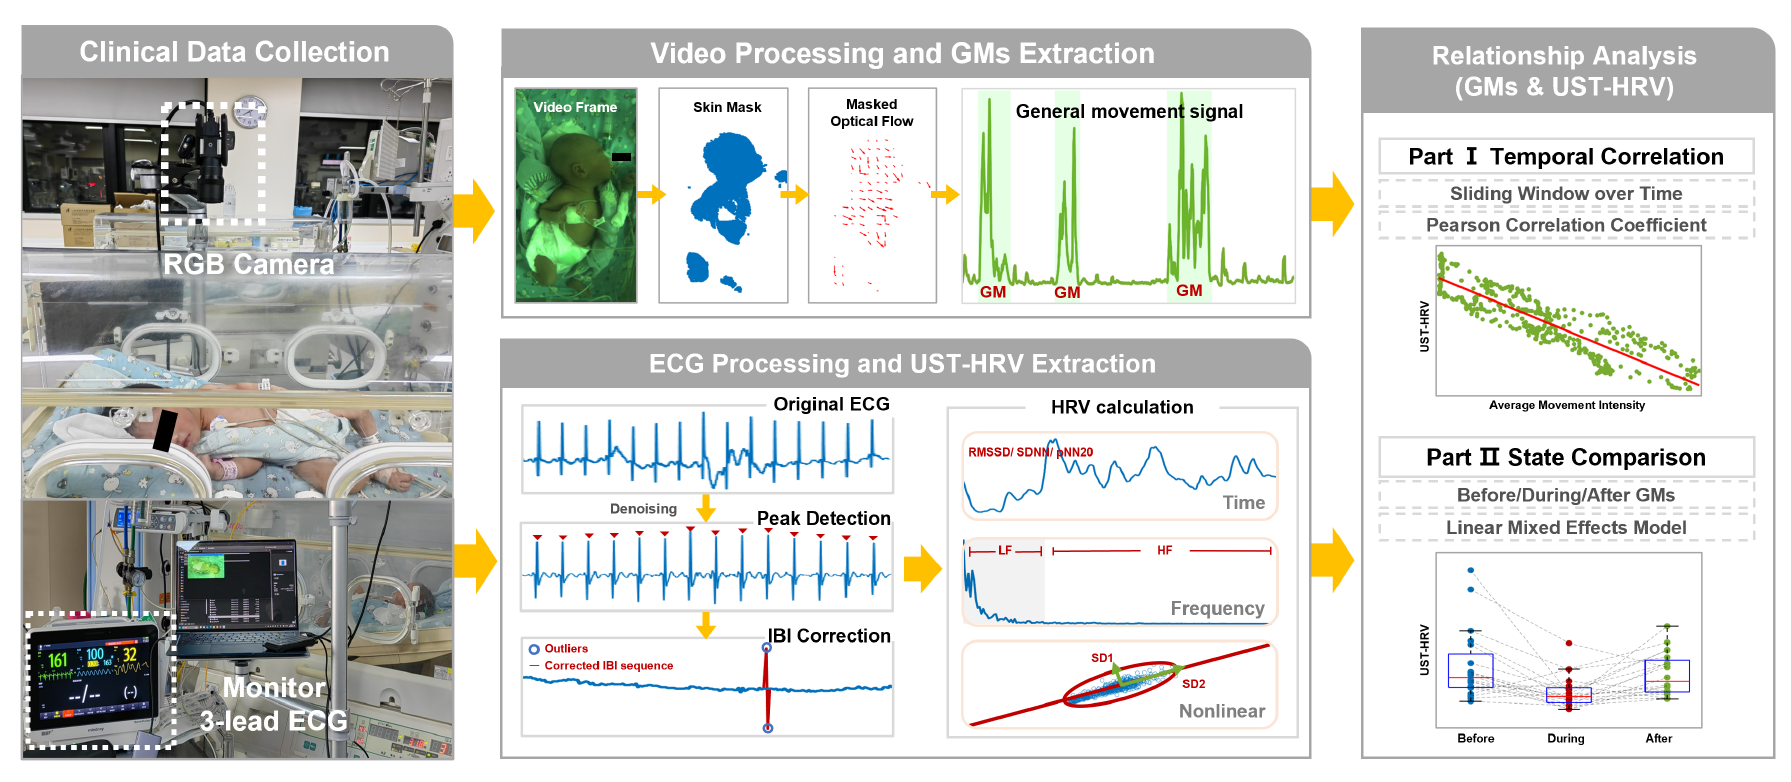 Clinical Data Collection
RGB Camera
161
100
32
163
--/--
(--)
Monitor
3-lead ECG
Video Processing and GMs Extraction
Video Frame
Skin Mask
Masked
Optical Flow
General movement signal
GM
GM
GM
ECG Processing and UST-HRV Extraction
Original ECG
Denoising
Peak Detection
IBI Correction
Outliers
Corrected IBI sequence
HRV calculation
RMSSD/ SDNN/ pNN20
Time
LF
HF
Frequency
SD1
SD2
Nonlinear
Relationship Analysis
(GMs & UST-HRV)
Part Ⅰ Temporal Correlation
Sliding Window over Time
Pearson Correlation Coefficient
UST-HRV
Average Movement Intensity
Part Ⅱ State Comparison
Before/During/After GMs
Linear Mixed Effects Model
UST-HRV
Before
During
After